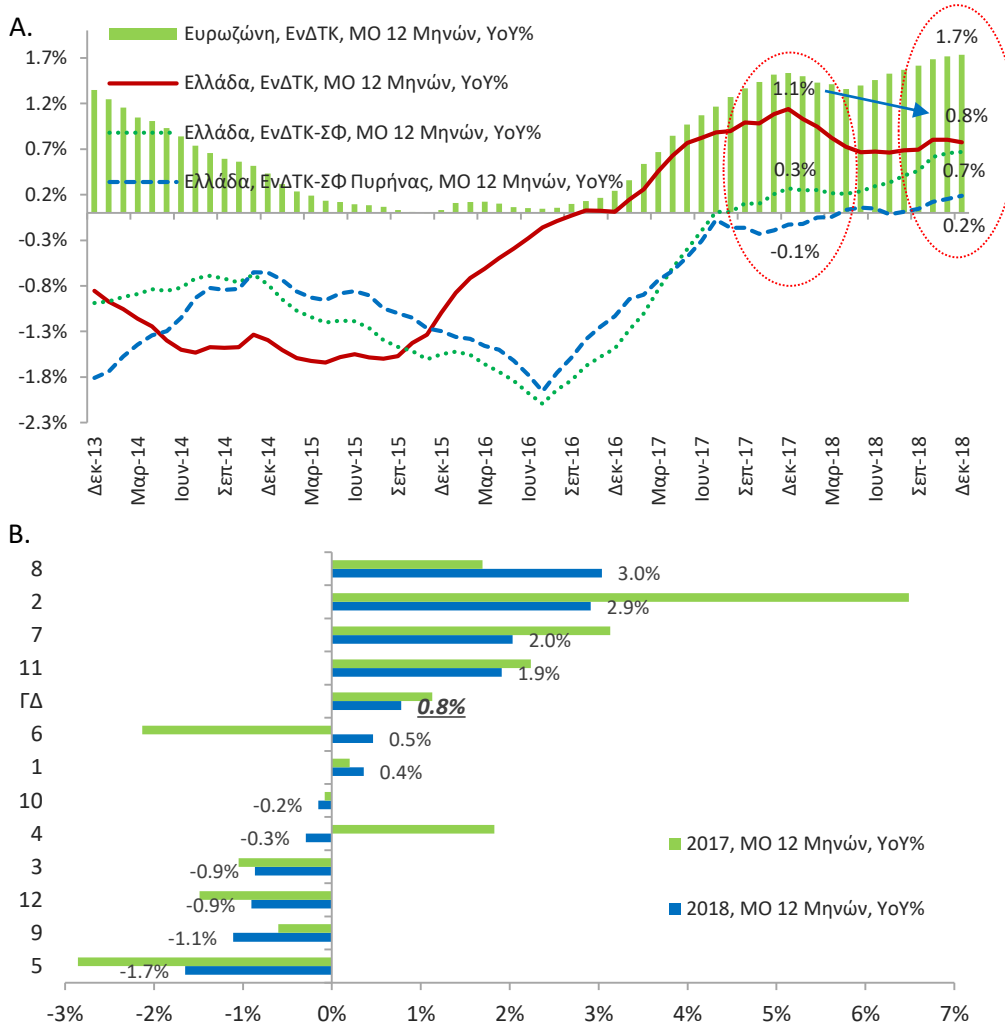 A.
Ευρωζώνη, ΕνΔΤΚ, ΜΟ 12 Μηνών, YoY%
Ελλάδα, ΕνΔΤΚ, ΜΟ 12 Μηνών, YoY%
Ελλάδα, ΕνΔΤΚ-ΣΦ, ΜΟ 12 Μηνών, YoY%
Ελλάδα, ΕνΔΤΚ-ΣΦ Πυρήνας, ΜΟ 12 Μηνών, YoY%
1.7%
1.2%
0.7%
0.2%
-0.3%
-0.8%
-1.3%
-1.8%
-2.3%
1.1%
0.3%
-0.1%
1.7%
0.8%
0.7%
0.2%
Δεκ-13
Μαρ-14
Ιουν-14
Σεπ-14
Δεκ-14
Μαρ-15
Ιουν-15
Σεπ-15
Δεκ-15
Μαρ-16
Ιουν-16
Σεπ-16
Δεκ-16
Μαρ-17
Ιουν-17
Σεπ-17
Δεκ-17
Μαρ-18
Ιουν-18
Σεπ-18
Δεκ-18
B.
8 3.0%
2 2.9%
7 2.0%
11 1.9%
ΓΔ 0.8%
6 0.5%
1 0.4%
10 -0.2%
4 -0.3%
3 -0.9%
12 -0.9%
9 -1.1%
5 -1.7%
2017, ΜΟ 12 Μηνών, YoY%
2018, ΜΟ 12 Μηνών, YoY%
-3% -2% -1% 0% 1% 2% 3% 4% 5% 6% 7%